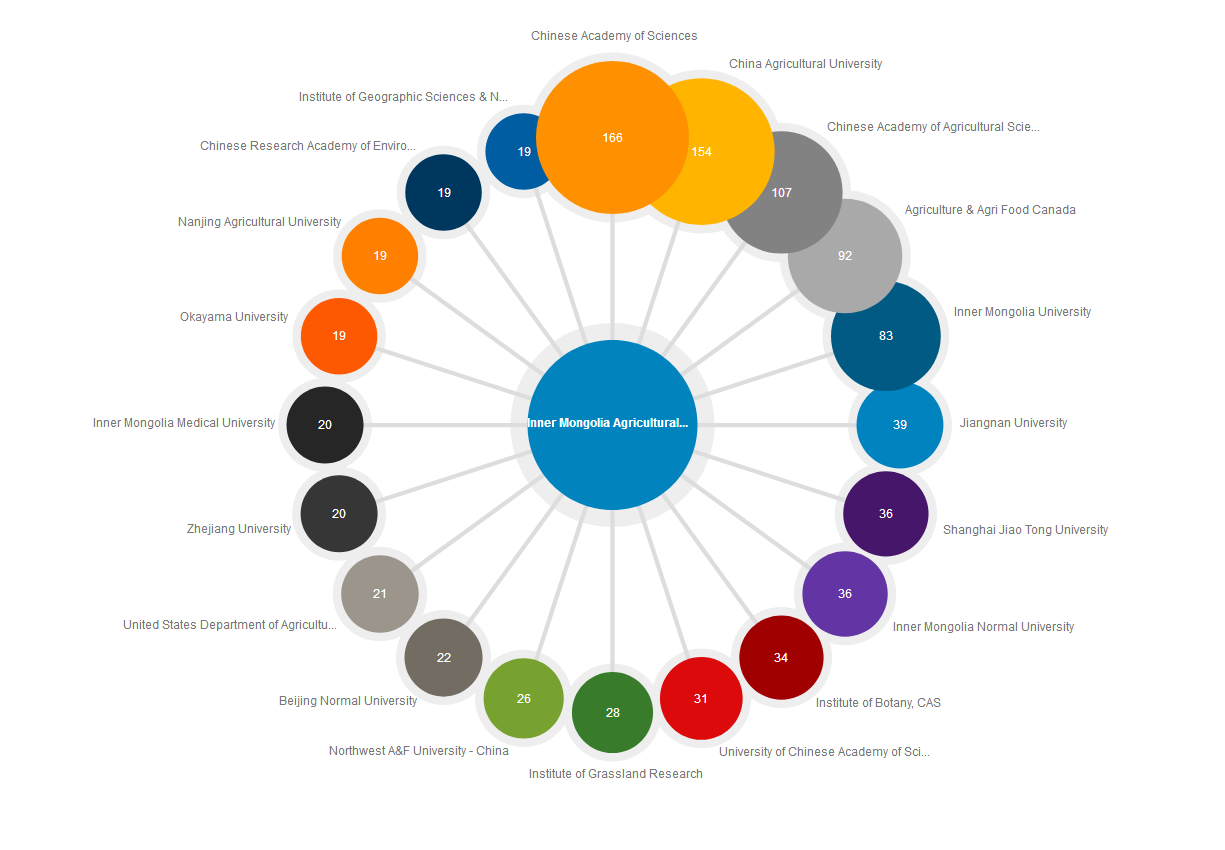 Chinese Academy of Sciences
166
China Agricultural University
154
Chinese Academy of Agricultural Scie...
107
Agriculture & Agri Food Canada
92
Inner Mongolia University
83
Jiangnan University
39
Shanghai Jiao Tong University
36
Inner Mongolia Normal University
36
Institute of Botany, CAS
34
University of Chinese Academy of Sci...
31
Institute of Grassland Research
28
Northwest A&F University - China
26
Beijing Normal University
22
United States Department of Agricultu...
21
Zhejiang University
20
Inner Mongolia Medical University
20
Okayama University
19
Nanjing Agricultural University
19
Chinese Research Academy of Enviro...
19
Institute of Geographic Sciences & N...
19
Inner Mongolia Agricultural...